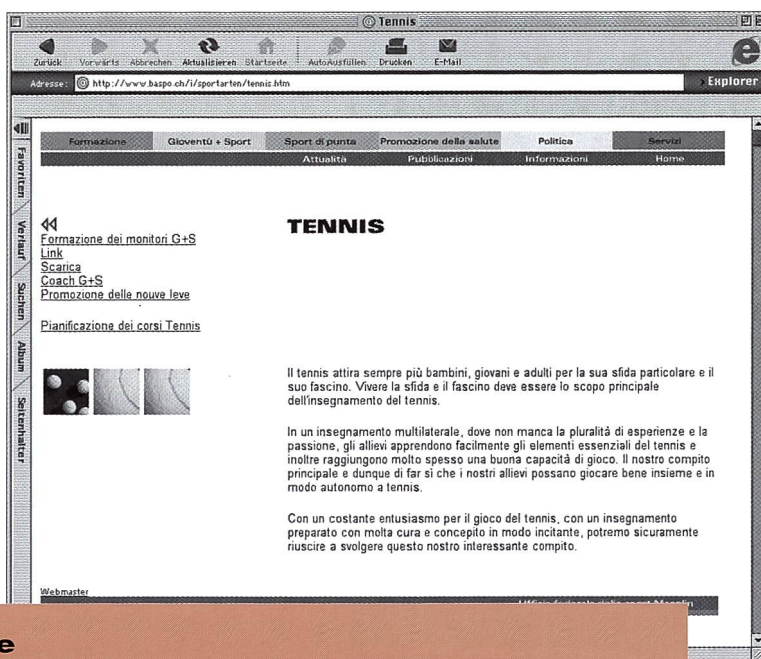 @ Tennis
Zurück Vorwärts Abbrechen Aktualisieren Startseite AutoAusfüllen Drucken E-Mail
Adresse: @ http://www.baspo.ch/i/sportarten/tennis.htm
Explorer
Favoriten
Verlauf
Suchen
Album
Seitenhalter
Formazione Gioventù + Sport Sport di punta Promozione della salute Politica Servizi
Attualità Pubblicazioni Informazioni Home
TENNIS
Formazione dei monitori G+S
Link
Scarica
Coach G+S
Promozione delle nouve leve
Pianificazione dei corsi Tennis
Il tennis attira sempre più bambini, giovani e adulti per la sua sfida particolare e il
suo fascino. Vivere la sfida e il fascino deve essere lo scopo principale
dell'insegnamento del tennis.
In un insegnamento multilaterale, dove non manca la pluralità di esperienze e la
passione, gli allievi apprendono facilmente gli elementi essenziali del tennis e
inoltre raggiungono molto spesso una buona capacità di gioco. Il nostro compito
principale e dunque di far sì che i nostri allievi possano giocare bene insieme e in
modo autonomo a tennis.
Con un costante entusiasmo per il gioco del tennis, con un insegnamento
preparato con molta cura e concepito in modo incitante, potremo sicuramente
riuscire a svolgere questo nostro interessante compito.
Webmaster